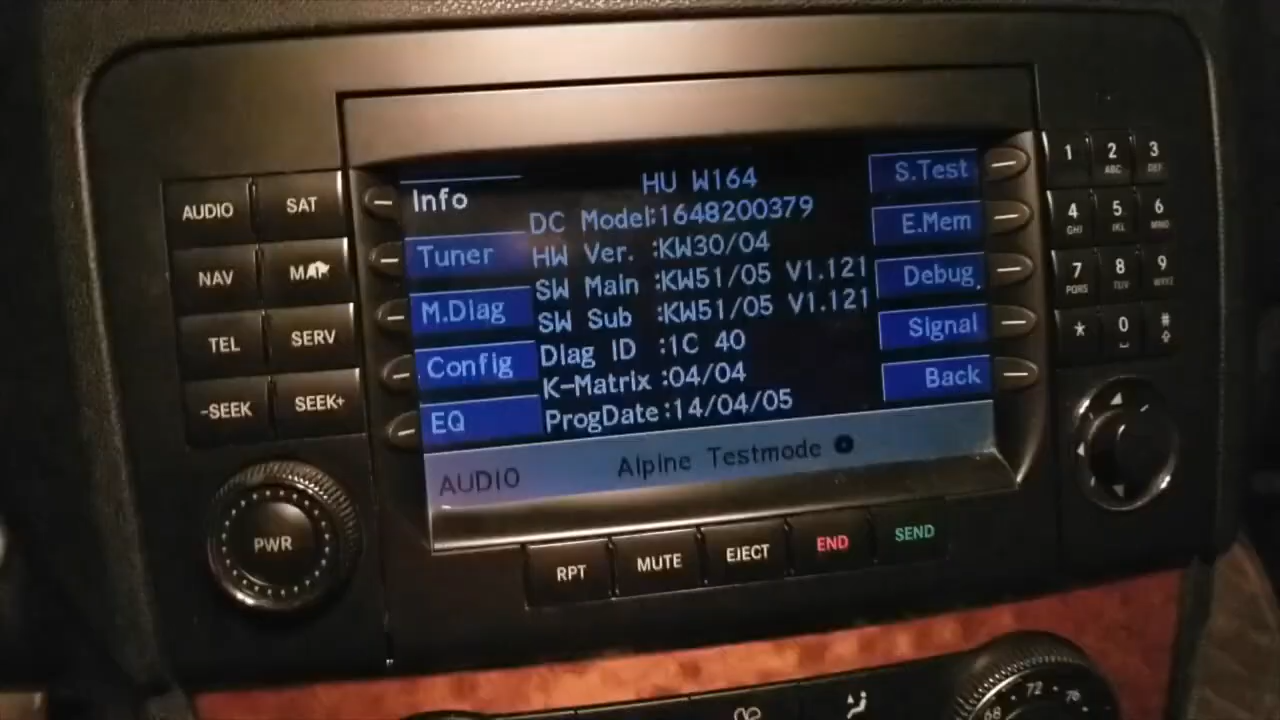 AUDIO
SAT
NAV
MAP
TEL
SERV
-SEEK
SEEK+
PWR
Info
Tuner
M.Diag
Config
EQ
HU W164
DC Model:1648200379
HW Ver. :KW30/04
SW Main :KW51/05 V1.121
SW Sub :KW51/05 V1.121
Diag ID :1C 40
K-Matrix :04/04
ProgDate:14/04/05
S.Test
E.Mem
Debug
Signal
Back
AUDIO
Alpine Testmode
RPT
MUTE
EJECT
END
SEND
1
2
ABC
3
DEF
4
GHI
5
JKL
6
MNO
7
PQRS
8
TUV
9
WXYZ
*
0
#
68
72
76